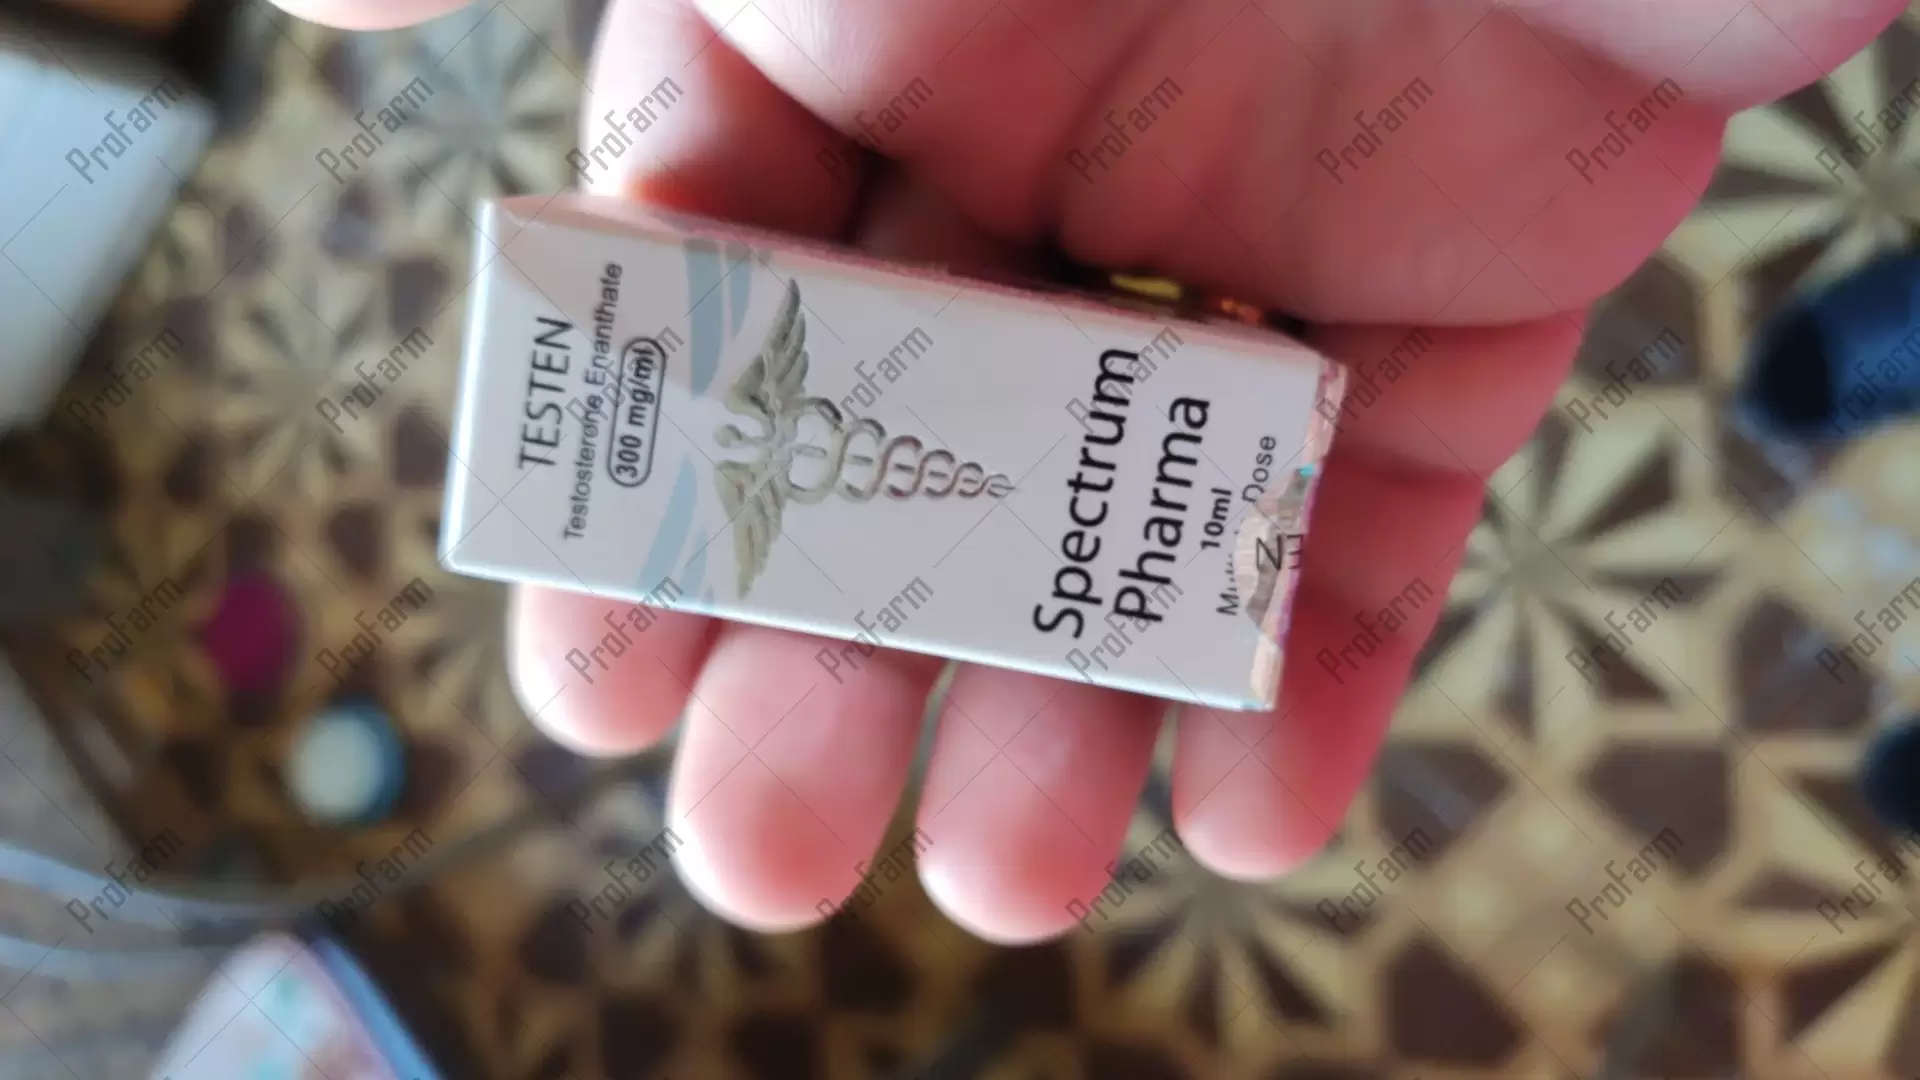 TESTEN
Testosterone Enanthate
300 mg/ml
Spectrum
Pharma
10ml
Dose
ProFarm